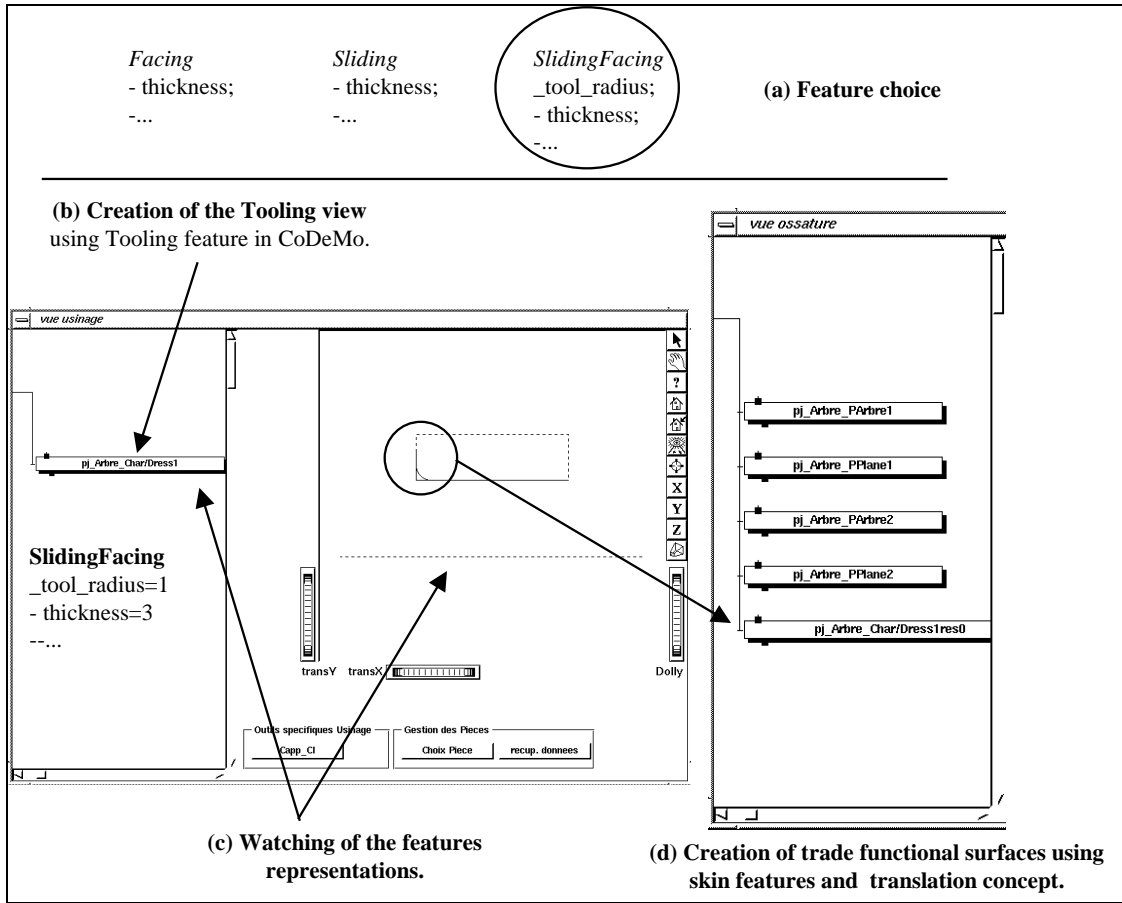 Facing
- thickness;
-...
Sliding
- thickness;
-...
SlidingFacing
_tool_radius;
- thickness;
-...
(a) Feature choice
(b) Creation of the Tooling view
using Tooling feature in CoDeMo.
vue usinage
pj_Arbre_Char/Dress1
SlidingFacing
_tool_radius=1
- thickness=3
--...
?
X
Y
Z
transY
transX
Dolly
Outils specifiques Usinage
Capp_CI
Gestion des Pieces
Choix Piece
recup. donnees
(c) Watching of the features
representations.
vue ossature
pj_Arbre_PArbre1
pj_Arbre_PPlane1
pj_Arbre_PArbre2
pj_Arbre_PPlane2
pj_Arbre_Char/Dress1res0
(d) Creation of trade functional surfaces using
skin features and translation concept.